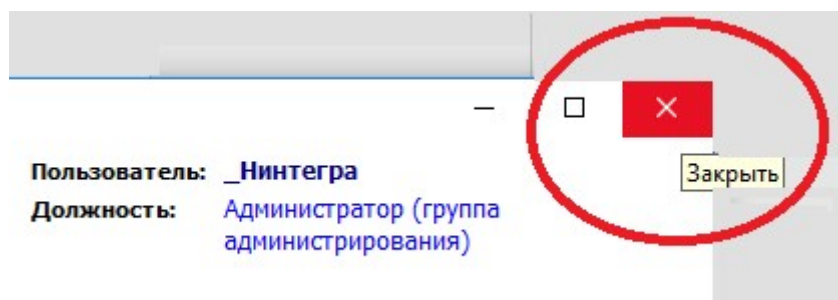 Пользователь: _Нинтегра
Закрыть
Должность: Администратор (группа
администрирования)